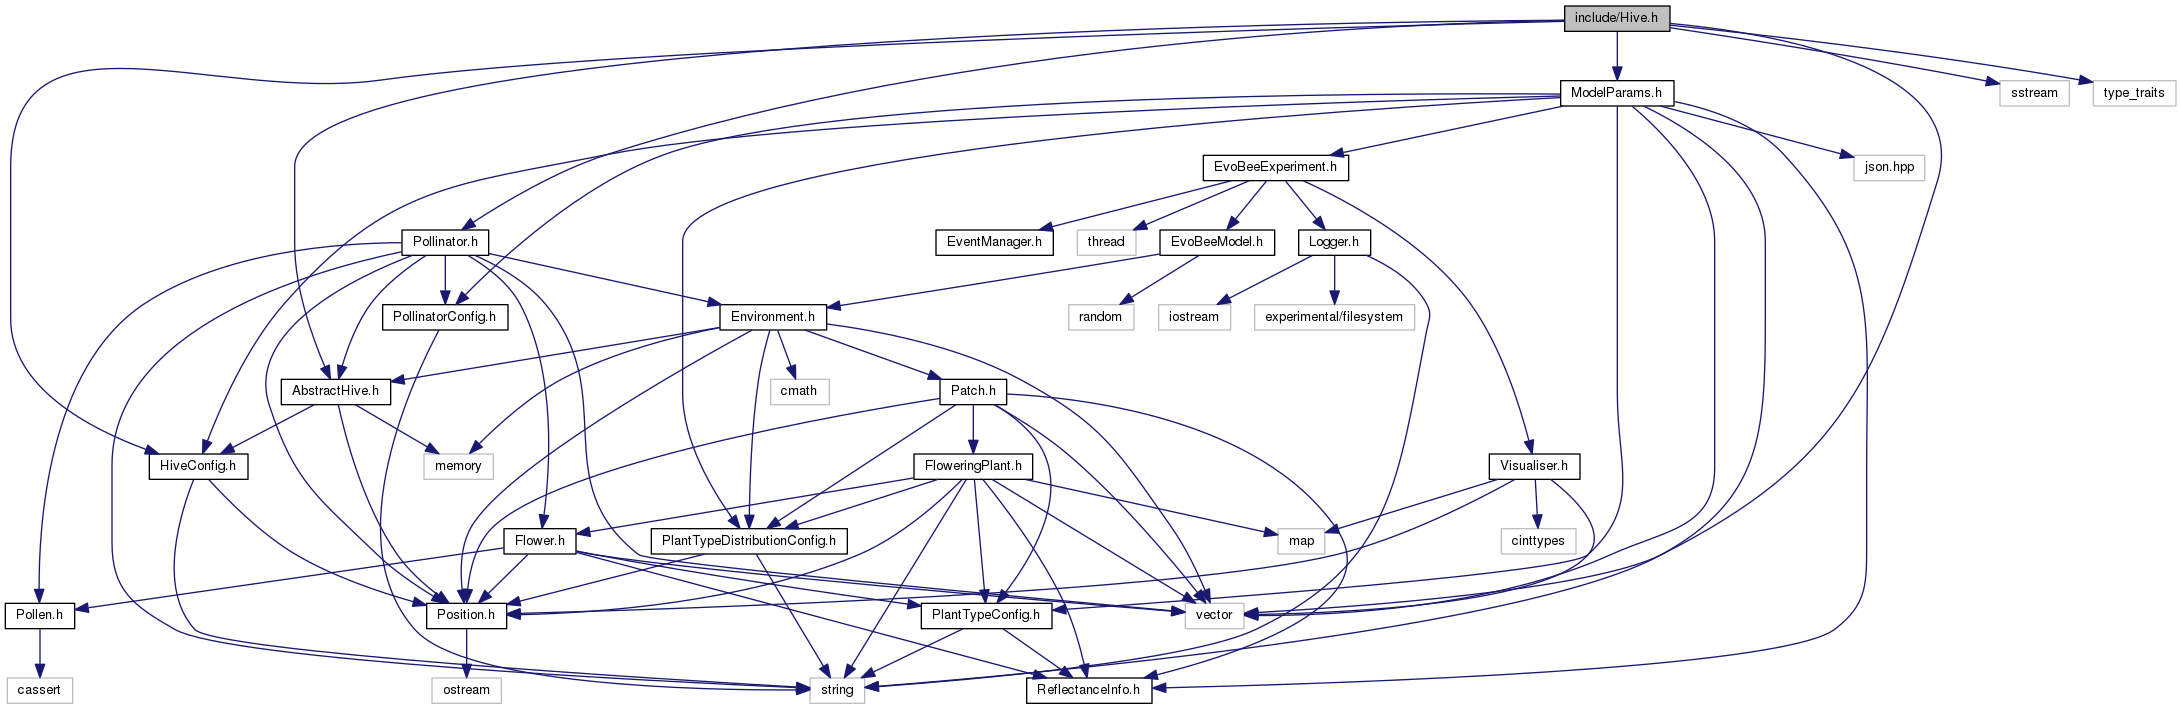 include/Hive.h
ModelParams.h
sstream
type_traits
EvoBeeExperiment.h
json.hpp
Pollinator.h
EventManager.h
thread
EvoBeeModel.h
Logger.h
PollinatorConfig.h
Environment.h
random
iostream
experimental/filesystem
AbstractHive.h
cmath
Patch.h
HiveConfig.h
memory
FloweringPlant.h
Visualiser.h
Flower.h
PlantTypeDistributionConfig.h
map
cinttypes
Pollen.h
Position.h
PlantTypeConfig.h
vector
cassert
ostream
string
ReflectanceInfo.h